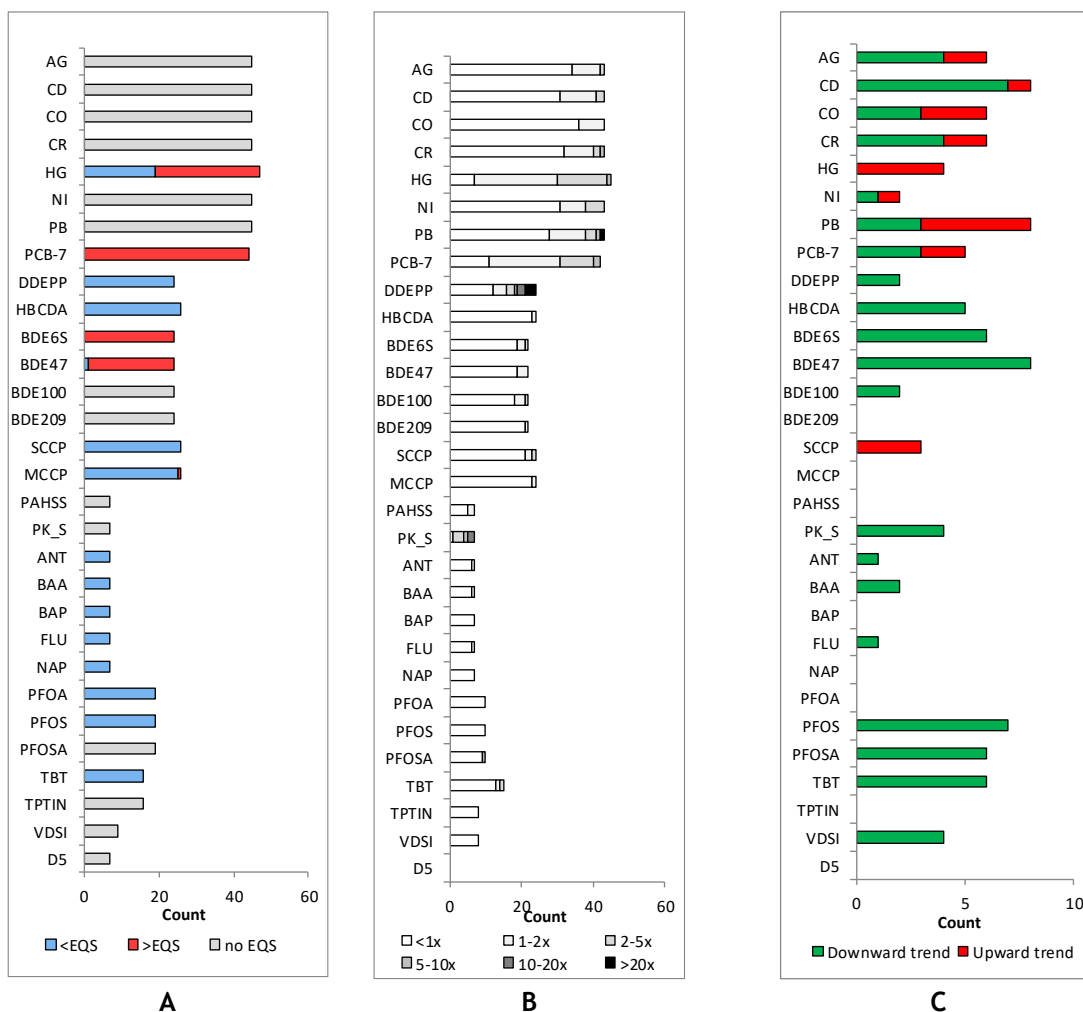 AG
CD
CO
CR
HG
NI
PB
PCB-7
DDEPP
HBCDA
BDE6S
BDE47
BDE100
BDE209
SCCP
MCCP
PAHSS
PK_S
ANT
BAA
BAP
FLU
NAP
PFOA
PFOS
PFOSA
TBT
TPTIN
VDSI
D5
0 20 40 60
Count
<EQS >EQS no EQS
A
AG
CD
CO
CR
HG
NI
PB
PCB-7
DDEPP
HBCDA
BDE6S
BDE47
BDE100
BDE209
SCCP
MCCP
PAHSS
PK_S
ANT
BAA
BAP
FLU
NAP
PFOA
PFOS
PFOSA
TBT
TPTIN
VDSI
D5
0 20 40 60
Count
<1x 1-2x 2-5x
5-10x 10-20x >20x
B
AG
CD
CO
CR
HG
NI
PB
PCB-7
DDEPP
HBCDA
BDE6S
BDE47
BDE100
BDE209
SCCP
MCCP
PAHSS
PK_S
ANT
BAA
BAP
FLU
NAP
PFOA
PFOS
PFOSA
TBT
TPTIN
VDSI
D5
0 5 10
Count
Downward trend Upward trend
C